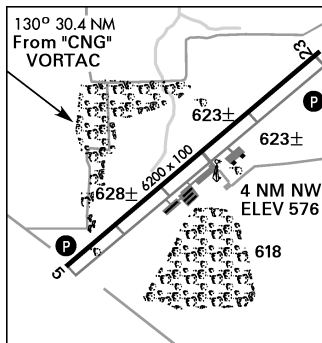 130º 30.4 NM
From "CNG"
VORTAC
23
P
623±
623±
6200 x 100
628±
4 NM NW
ELEV 576
P
5
618